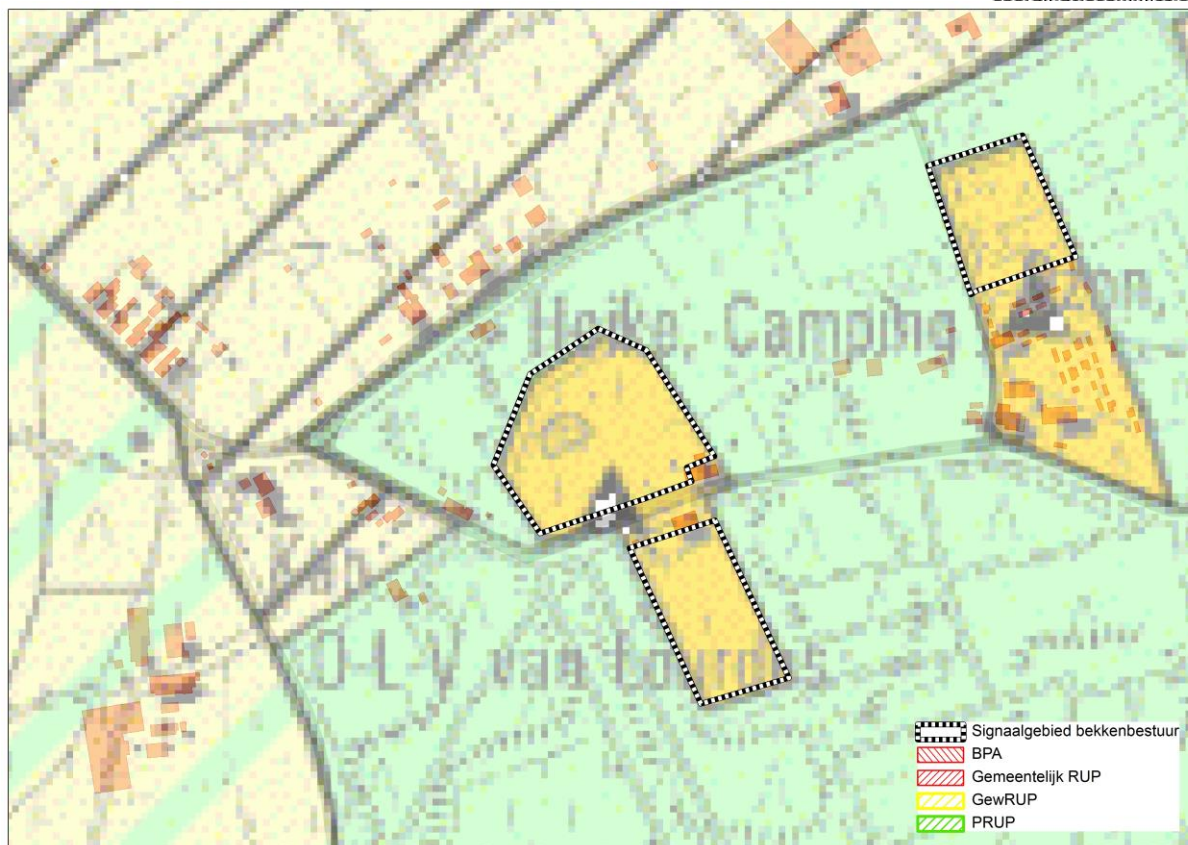 Heike, Camping
O-L-V van Lourdes
Signaalgebied bekkenbestuur
BPA
Gemeentelijk RUP
GewRUP
PRUP